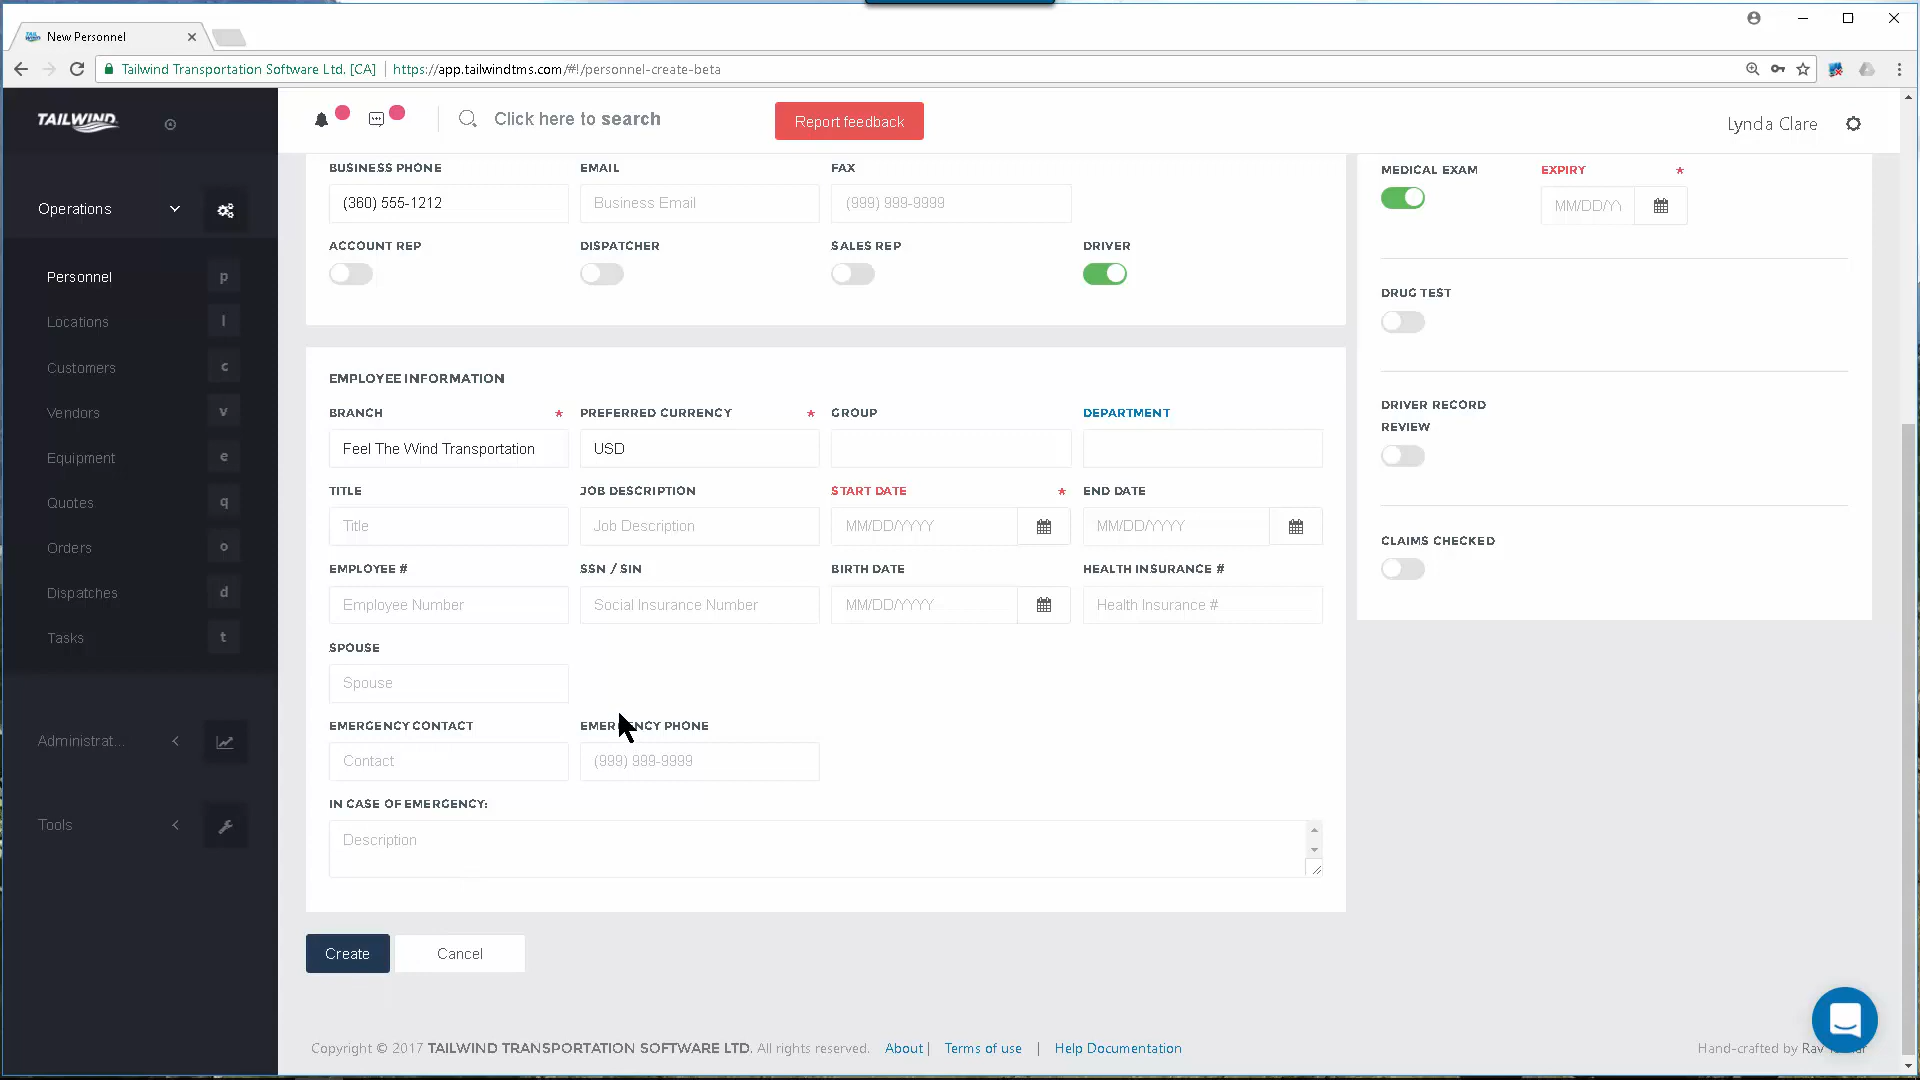 New Personnel
Tailwind Transportation Software Ltd. [CA] https://app.tailwindtms.com/#!/personnel-create-beta
TAILWIND
Click here to search
Report feedback
Lynda Clare
Operations
Personnel p
Locations l
Customers c
Vendors v
Equipment e
Quotes q
Orders o
Dispatches d
Tasks t
Administrat...
Tools
BUSINESS PHONE EMAIL FAX
(360) 555-1212 Business Email (999) 999-9999
ACCOUNT REP DISPATCHER SALES REP DRIVER
EMPLOYEE INFORMATION
BRANCH * PREFERRED CURRENCY * GROUP DEPARTMENT
Feel The Wind Transportation USD
TITLE JOB DESCRIPTION START DATE * END DATE
Title Job Description MM/DD/YYYY MM/DD/YYYY
EMPLOYEE # SSN / SIN BIRTH DATE HEALTH INSURANCE #
Employee Number Social Insurance Number MM/DD/YYYY Health Insurance #
SPOUSE
Spouse
EMERGENCY CONTACT EMERGENCY PHONE
Contact (999) 999-9999
IN CASE OF EMERGENCY:
Description
Create Cancel
MEDICAL EXAM EXPIRY *
MM/DD/YY
DRUG TEST
DRIVER RECORD
REVIEW
CLAIMS CHECKED
Copyright © 2017 TAILWIND TRANSPORTATION SOFTWARE LTD. All rights reserved. About | Terms of use | Help Documentation
Hand-crafted by